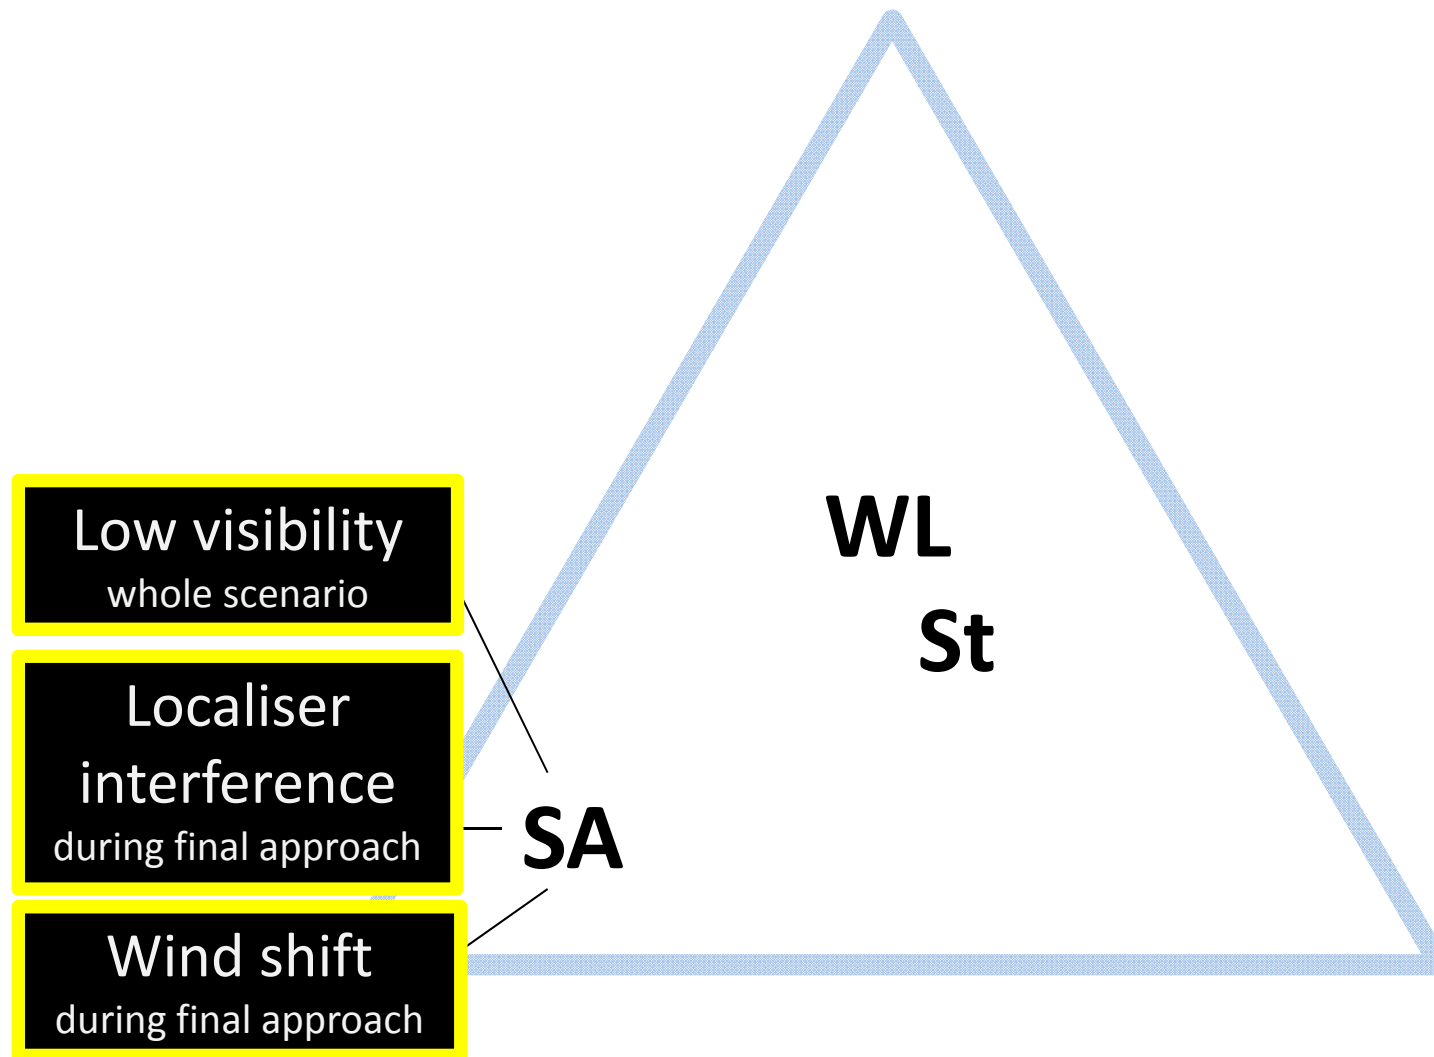 Low visibility
whole scenario
Localiser
interference
during final approach
Wind shift
during final approach
WL
St
SA